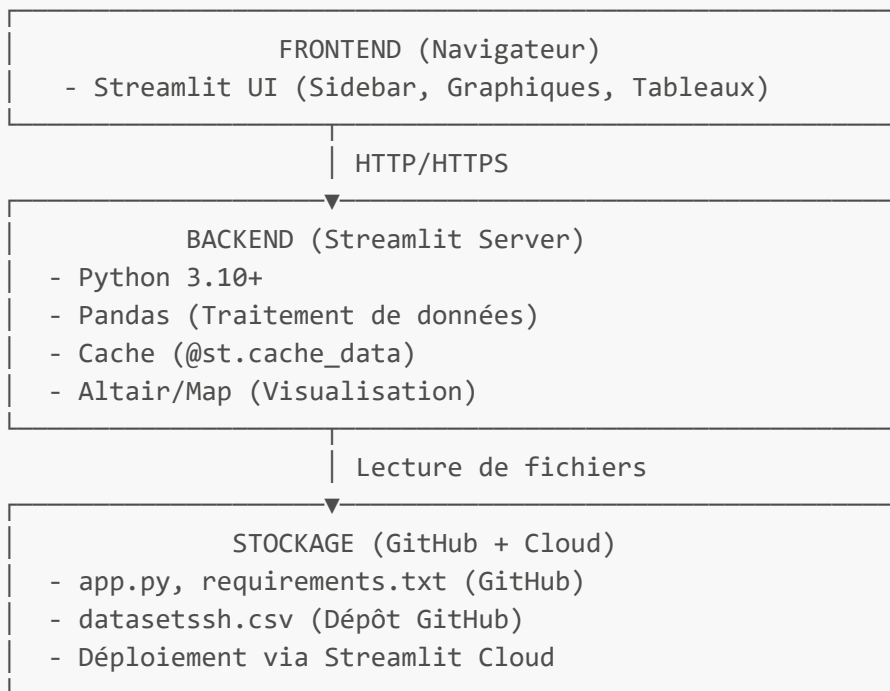 FRONTEND (Navigateur)
- Streamlit UI (Sidebar, Graphiques, Tableaux)
HTTP/HTTPS
BACKEND (Streamlit Server)
- Python 3.10+
- Pandas (Traitement de données)
- Cache (@st.cache_data)
- Altair/Map (Visualisation)
Lecture de fichiers
STOCKAGE (GitHub + Cloud)
- app.py, requirements.txt (GitHub)
- datasetssh.csv (Dépôt GitHub)
- Déploiement via Streamlit Cloud